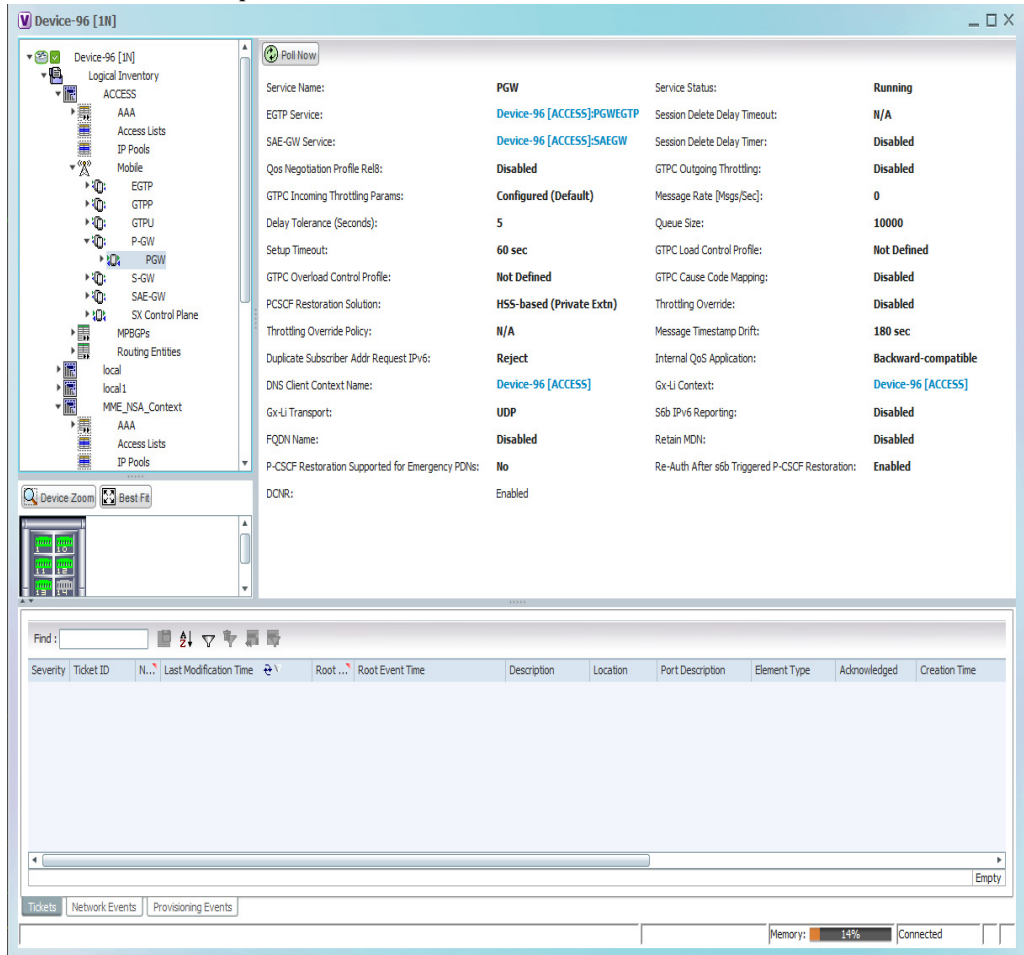 Device-96 [1N]
Device-96 [1N]
Logical Inventory
ACCESS
AAA
Access Lists
IP Pools
Mobile
EGTP
GTPP
GTPU
P-GW
PGW
S-GW
SAE-GW
SX Control Plane
MPBGPs
Routing Entities
local
local1
MME_NSA_Context
AAA
Access Lists
IP Pools
Device Zoom Best Fit
1 10
11 12
13 14
Poll Now
Service Name: PGW Service Status: Running
EGTP Service: Device-96 [ACCESS]:PGWEGTP Session Delete Delay Timeout: N/A
SAE-GW Service: Device-96 [ACCESS]:SAEGW Session Delete Delay Timer: Disabled
Qos Negotiation Profile Rel8: Disabled GTPC Outgoing Throttling: Disabled
GTPC Incoming Throttling Params: Configured (Default) Message Rate [Msgs/Sec]: 0
Delay Tolerance (Seconds): 5 Queue Size: 10000
Setup Timeout: 60 sec GTPC Load Control Profile: Not Defined
GTPC Overload Control Profile: Not Defined GTPC Cause Code Mapping: Disabled
PCSCF Restoration Solution: HSS-based (Private Extn) Throttling Override: Disabled
Throttling Override Policy: N/A Message Timestamp Drift: 180 sec
Duplicate Subscriber Addr Request IPv6: Reject Internal QoS Application: Backward-compatible
DNS Client Context Name: Device-96 [ACCESS] Gx-Li Context: Device-96 [ACCESS]
Gx-Li Transport: UDP S6b IPv6 Reporting: Disabled
FQDN Name: Disabled Retain MDN: Disabled
P-CSCF Restoration Supported for Emergency PDNs: No Re-Auth After s6b Triggered P-CSCF Restoration: Enabled
DCNR: Enabled
Find :
Severity Ticket ID N... Last Modification Time Root ... Root Event Time Description Location Port Description Element Type Acknowledged Creation Time
Empty
Tickets Network Events Provisioning Events
Memory: 14% Connected